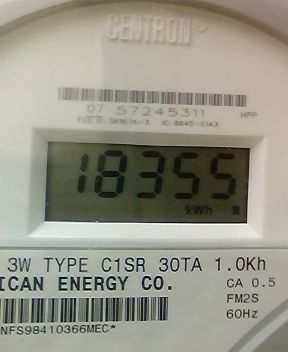 CENTRON
07 57245311 HPP
18355
kWh
3W TYPE C1SR 30TA 1.0Kh
ICAN ENERGY CO. CA 0.5
FM2S
NFS98410366MEC* 60Hz